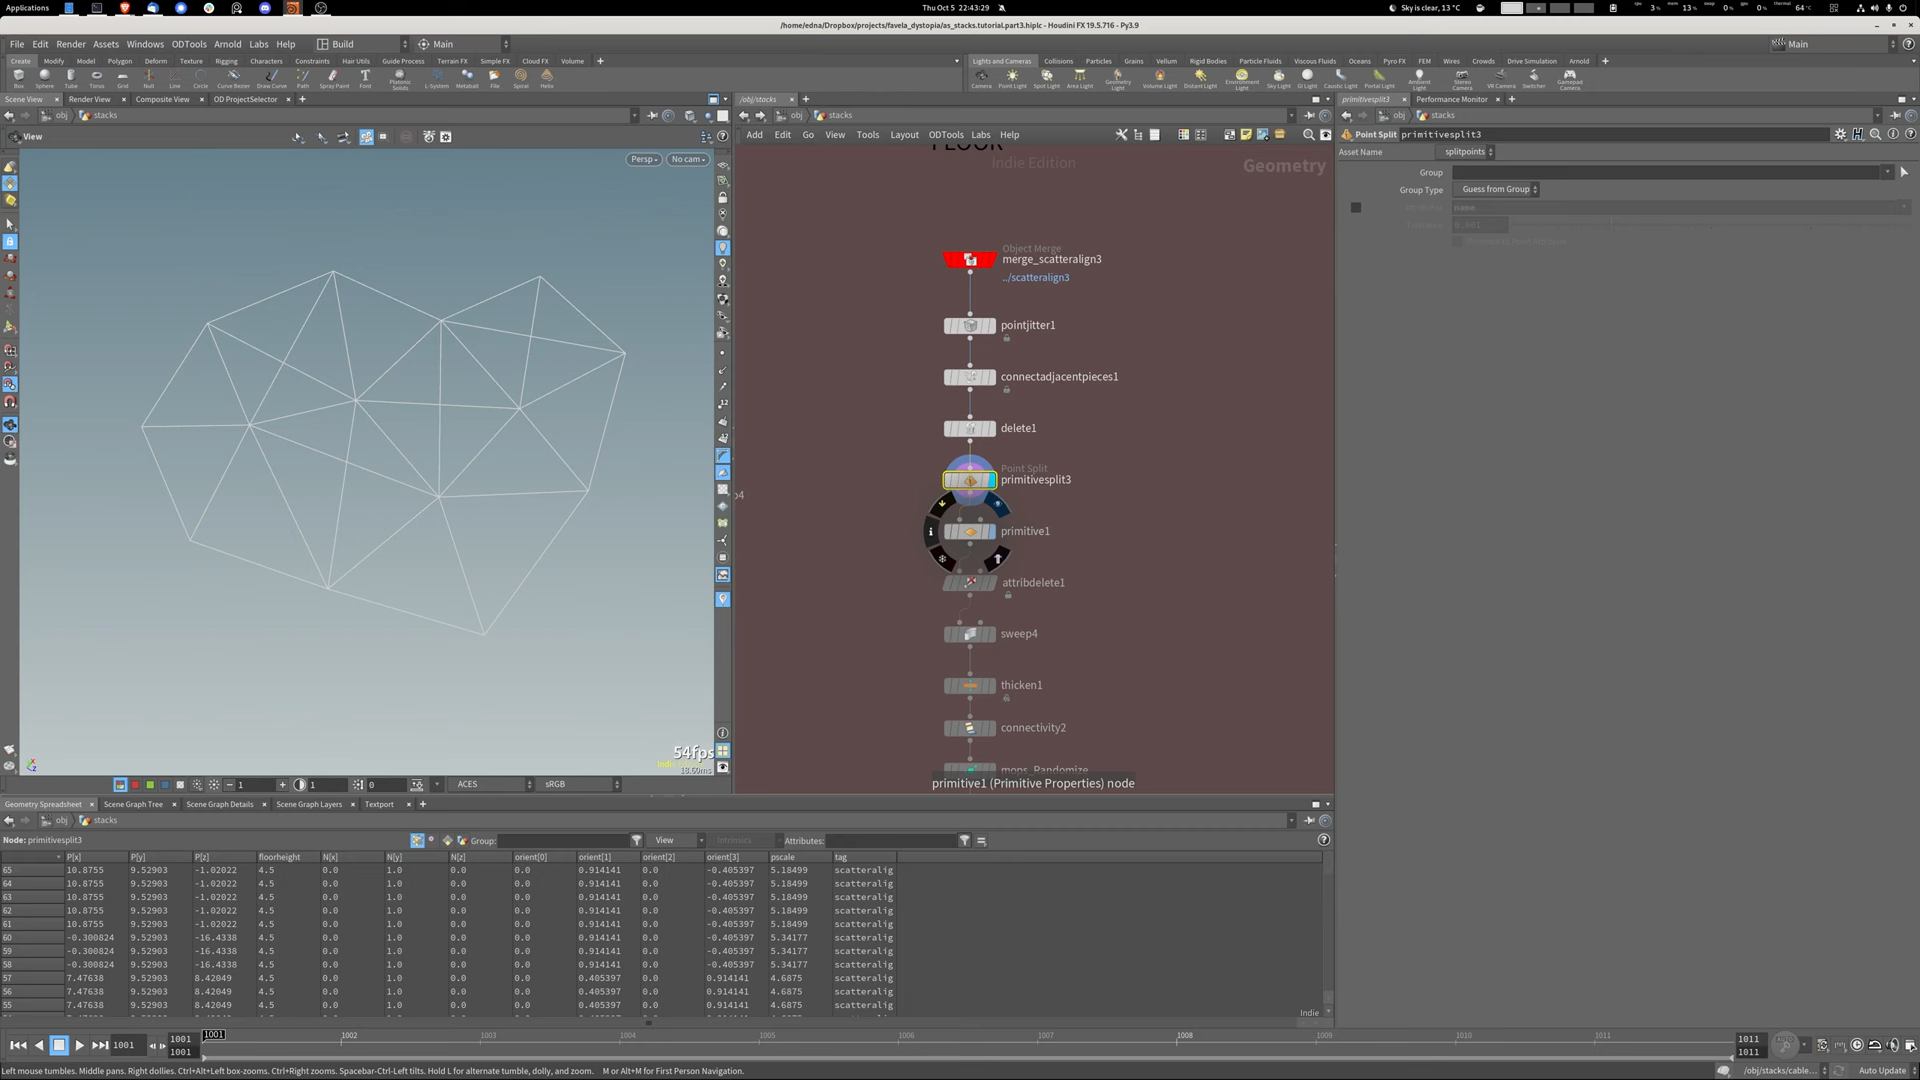 Applications
Thu Oct 5 22:43:29
Sky is clear, 13 °C
/home/edna/Dropbox/projects/favela_dystopia/as_stacks.tutorial.part3.hiplc - Houdini FX 19.5.716 - Py3.9
File Edit Render Assets Windows ODTools Arnold Labs Help Build Main Main
Create Modify Model Polygon Deform Texture Rigging Characters Constraints Hair Utils Guide Process Terrain FX Simple FX Cloud FX Volume
Lights and Cameras Collisions Particles Grains Vellum Rigid Bodies Particle Fluids Viscous Fluids Oceans Pyro FX FEM Wires Crowds Drive Simulation Arnold
Box Sphere Tube Torus Grid Null Line Circle Curve Bezier Draw Curve Path Spray Paint Font Platonic Solids L-System Metaball File Spiral Helix
Camera Point Light Spot Light Area Light Geometry Light Volume Light Distant Light Environment Light Sky Light GI Light Caustic Light Portal Light Ambient Light Stereo Camera VR Camera Switcher Gamepad Camera
Scene View Render View Composite View OD ProjectSelector
/obj/stacks
primitivesplit3 Performance Monitor
obj stacks
obj stacks
obj stacks
View
Persp No cam
54fps
18.60ms
1 1 0 ACES sRGB
Add Edit Go View Tools Layout ODTools Labs Help
FLOOR
Indie Edition
Geometry
Object Merge
merge_scatteralign3
../scatteralign3
pointjitter1
connectadjacentpieces1
delete1
Point Split
primitivesplit3
primitive1
attribdelete1
sweep4
thicken1
connectivity2
mops_Randomize
primitive1 (Primitive Properties) node
Point Split primitivesplit3
Asset Name splitpoints
Group
Group Type Guess from Group
Attribute name
Tolerance 0.001
Promote to Point Attribute
Geometry Spreadsheet Scene Graph Tree Scene Graph Details Scene Graph Layers Textport
obj stacks
Node: primitivesplit3 Group: View Intrinsics Attributes:
P[x] P[y] P[z] floorheight N[x] N[y] N[z] orient[0] orient[1] orient[2] orient[3] pscale tag
65 10.8755 9.52903 -1.02022 4.5 0.0 1.0 0.0 0.0 0.914141 0.0 -0.405397 5.18499 scatteralig
64 10.8755 9.52903 -1.02022 4.5 0.0 1.0 0.0 0.0 0.914141 0.0 -0.405397 5.18499 scatteralig
63 10.8755 9.52903 -1.02022 4.5 0.0 1.0 0.0 0.0 0.914141 0.0 -0.405397 5.18499 scatteralig
62 10.8755 9.52903 -1.02022 4.5 0.0 1.0 0.0 0.0 0.914141 0.0 -0.405397 5.18499 scatteralig
61 10.8755 9.52903 -1.02022 4.5 0.0 1.0 0.0 0.0 0.914141 0.0 -0.405397 5.18499 scatteralig
60 -0.300824 9.52903 -16.4338 4.5 0.0 1.0 0.0 0.0 0.914141 0.0 -0.405397 5.34177 scatteralig
59 -0.300824 9.52903 -16.4338 4.5 0.0 1.0 0.0 0.0 0.914141 0.0 -0.405397 5.34177 scatteralig
58 -0.300824 9.52903 -16.4338 4.5 0.0 1.0 0.0 0.0 0.914141 0.0 -0.405397 5.34177 scatteralig
57 7.47638 9.52903 8.42049 4.5 0.0 1.0 0.0 0.0 0.405397 0.0 0.914141 4.6875 scatteralig
56 7.47638 9.52903 8.42049 4.5 0.0 1.0 0.0 0.0 0.405397 0.0 0.914141 4.6875 scatteralig
55 7.47638 9.52903 8.42049 4.5 0.0 1.0 0.0 0.0 0.405397 0.0 0.914141 4.6875 scatteralig
Indie
1001 1001 1001 1001 1002 1003 1004 1005 1006 1007 1008 1009 1010 1011 1011 1011
Left mouse tumbles. Middle pans. Right dollies. Ctrl+Alt+Left box-zooms. Ctrl+Right zooms. Spacebar-Ctrl-Left tilts. Hold L for alternate tumble, dolly, and zoom. M or Alt+M for First Person Navigation.
/obj/stacks/cable... Auto Update